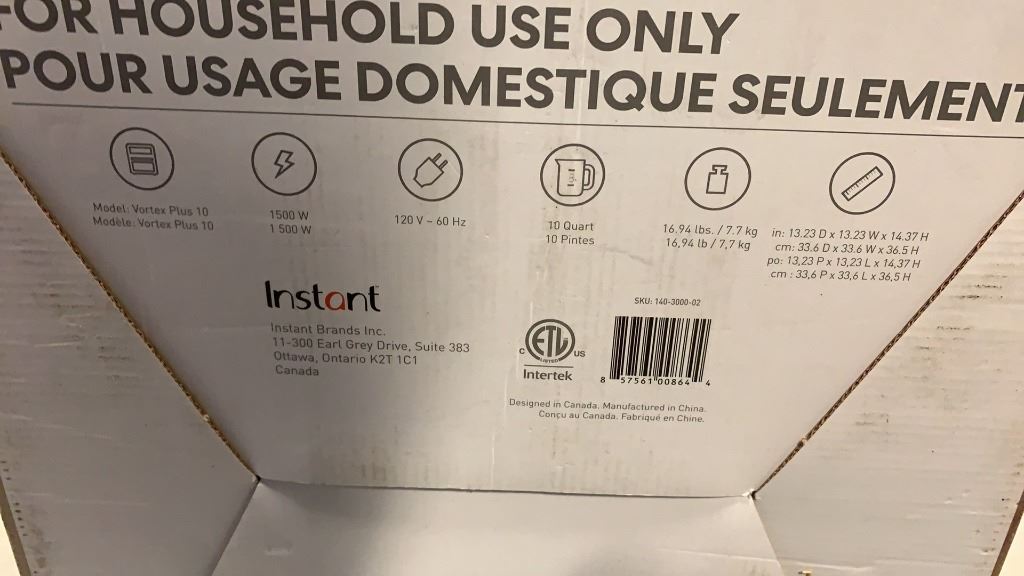 FOR HOUSEHOLD USE ONLY
POUR USAGE DOMESTIQUE SEULEMENT
Model: Vortex Plus 10
Modèle: Vortex Plus 10
1500 W
1 500 W
120 V – 60 Hz
10 Quart
10 Pintes
16.94 lbs. / 7.7 kg
16,94 lb / 7,7 kg
in: 13.23 D x 13.23 W x 14.37 H
cm: 33.6 D x 33.6 W x 36.5 H
po: 13,23 P x 13,23 L x 14,37 H
cm : 33,6 P x 33,6 L x 36,5 H
Instant
Instant Brands Inc.
11-300 Earl Grey Drive, Suite 383
Ottawa, Ontario K2T 1C1
Canada
SKU: 140-3000-02
ETL
LISTED
C US
Intertek
8 57561 00864 4
Designed in Canada. Manufactured in China.
Conçu au Canada. Fabriqué en Chine.